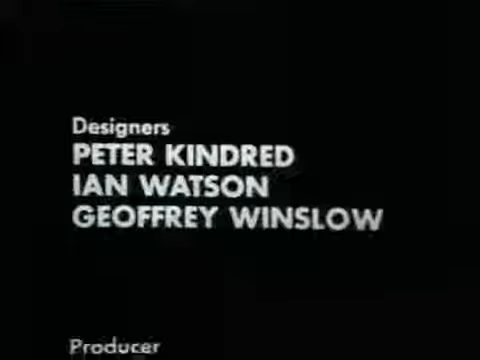 Designers
PETER KINDRED
IAN WATSON
GEOFFREY WINSLOW
Producer